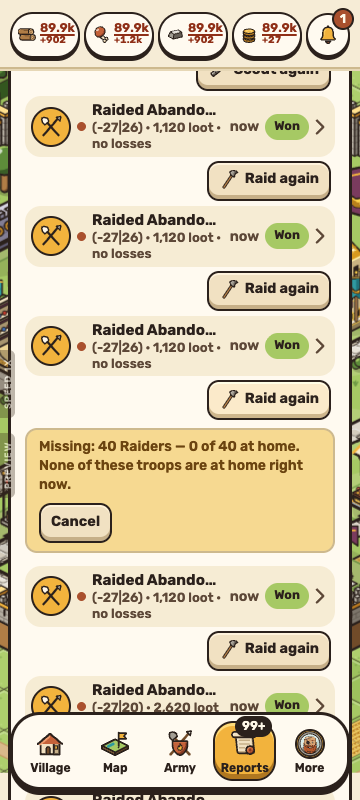 89.9k
+902
89.9k
+1.2k
89.9k
+902
89.9k
+27
1
Scout again
Raided Abando...
(-27|26) · 1,120 loot ·
no losses
now
Won
Raid again
Raided Abando...
(-27|26) · 1,120 loot ·
no losses
now
Won
Raid again
Raided Abando...
(-27|26) · 1,120 loot ·
no losses
now
Won
Raid again
SPEED 1X
PREVIEW
Missing: 40 Raiders — 0 of 40 at home.
None of these troops are at home right
now.
Cancel
Raided Abando...
(-27|26) · 1,120 loot ·
no losses
now
Won
Raid again
Raided Abando...
(-27|20) · 2,620 loot
now
Won
99+
Village
Map
Army
Reports
More